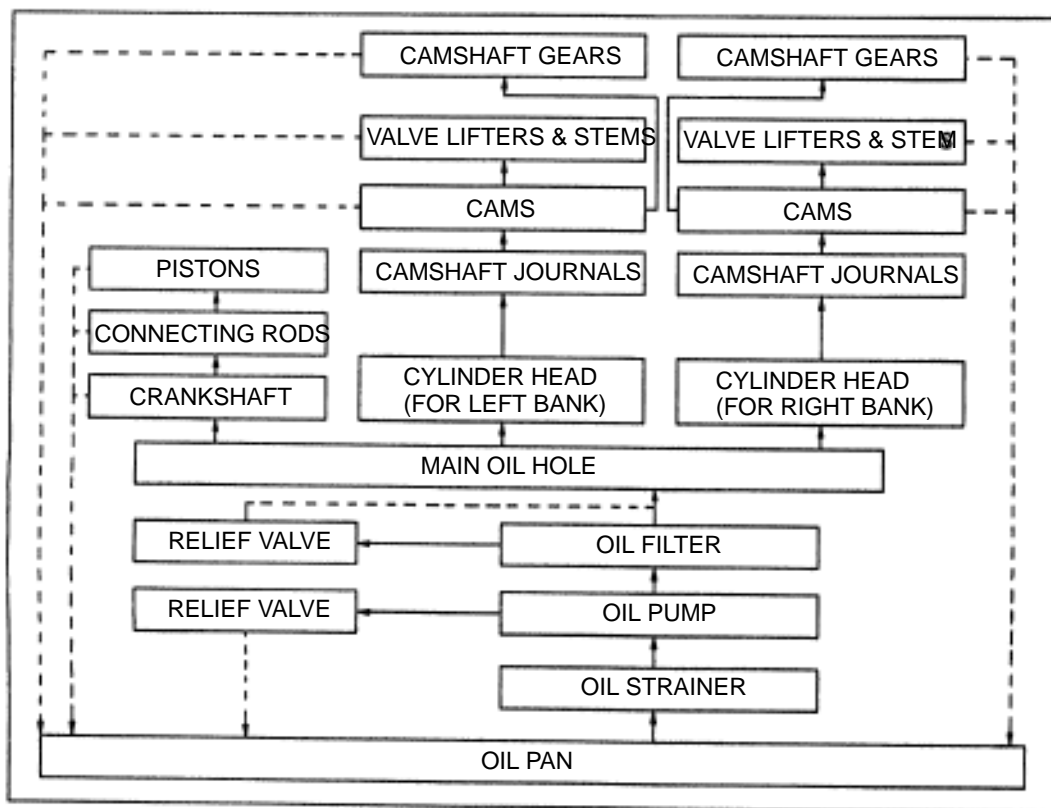 CAMSHAFT GEARS
CAMSHAFT GEARS
VALVE LIFTERS & STEMS
VALVE LIFTERS & STEMS
CAMS
CAMS
PISTONS
CAMSHAFT JOURNALS
CAMSHAFT JOURNALS
CONNECTING RODS
CRANKSHAFT
CYLINDER HEAD
(FOR LEFT BANK)
CYLINDER HEAD
(FOR RIGHT BANK)
MAIN OIL HOLE
RELIEF VALVE
OIL FILTER
RELIEF VALVE
OIL PUMP
OIL STRAINER
OIL PAN